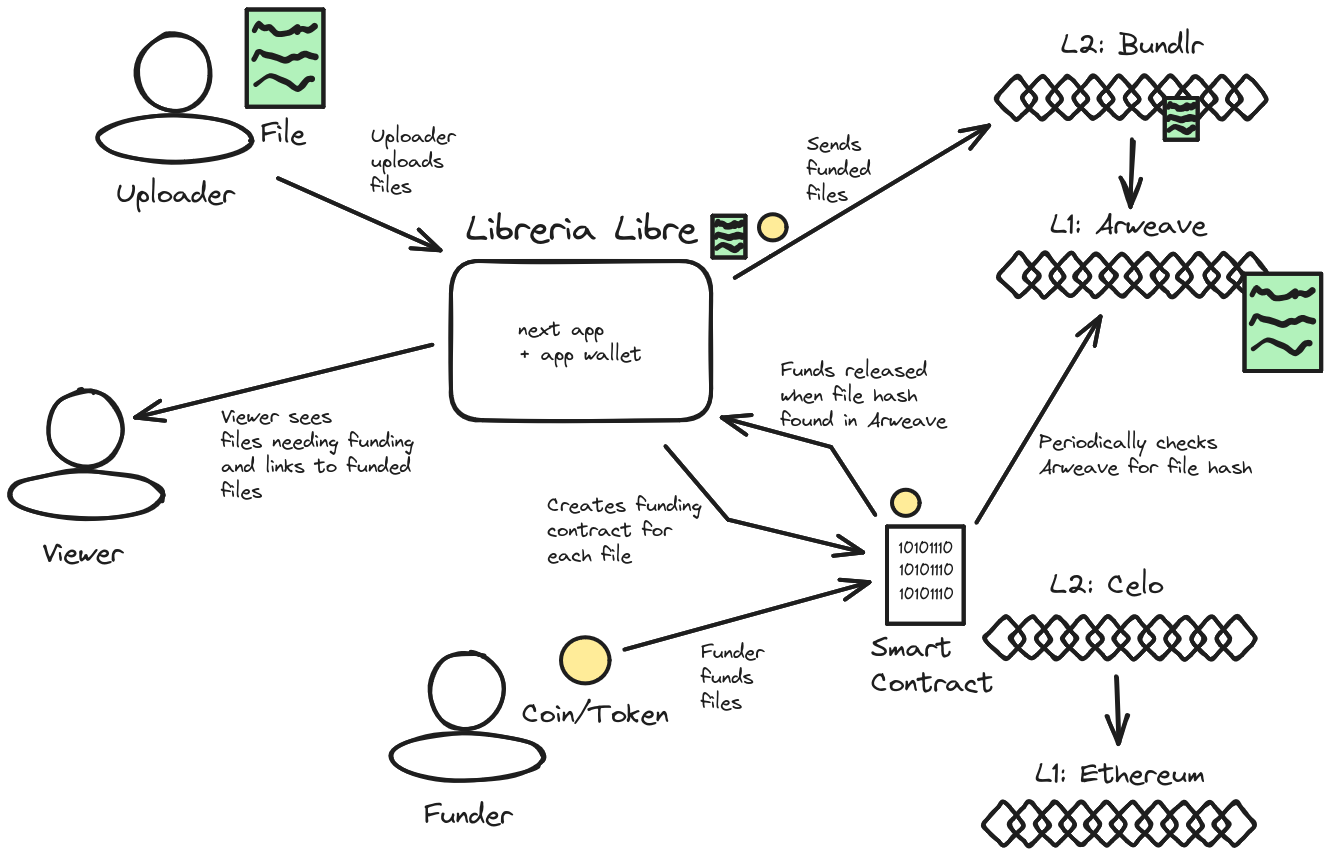 File
Uploader
Uploader
uploads
files
Sends
funded
files
L2: Bundlr
L1: Arweave
Libreria Libre
next app
+ app wallet
Viewer sees
files needing funding
and links to funded
files
Viewer
Funds released
when file hash
found in Arweave
Periodically checks
Arweave for file hash
Creates funding
contract for
each file
10101110
10101110
10101110
Smart
Contract
Funder
funds
files
Coin/Token
Funder
L2: Celo
L1: Ethereum